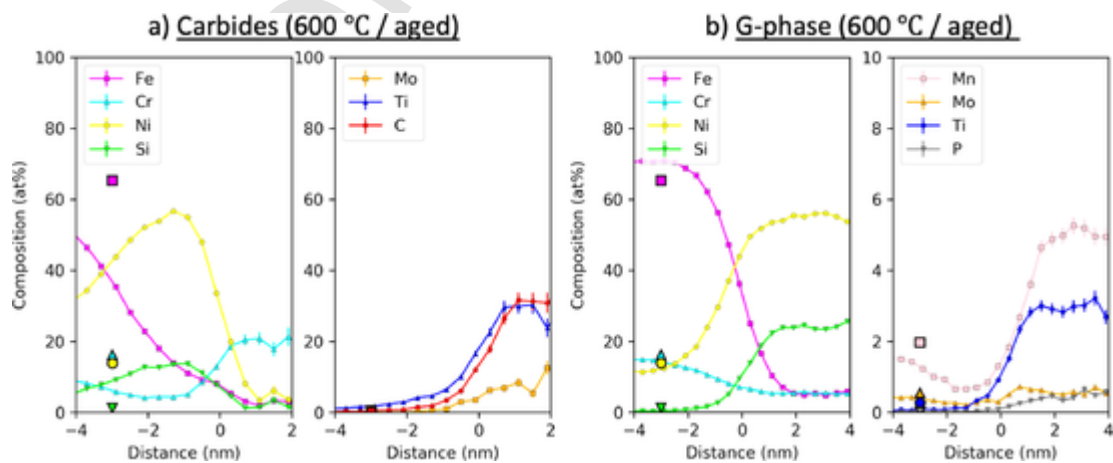 a) Carbides (600 °C / aged)
b) G-phase (600 °C / aged)
Composition (at%)
100
80
60
40
20
0
Fe
Cr
Ni
Si
−4 −2 0 2
Distance (nm)
100
80
60
40
20
0
Mo
Ti
C
−4 −2 0 2
Distance (nm)
Composition (at%)
100
80
60
40
20
0
Fe
Cr
Ni
Si
−4 −2 0 2 4
Distance (nm)
10
8
6
4
2
0
Mn
Mo
Ti
P
−4 −2 0 2 4
Distance (nm)